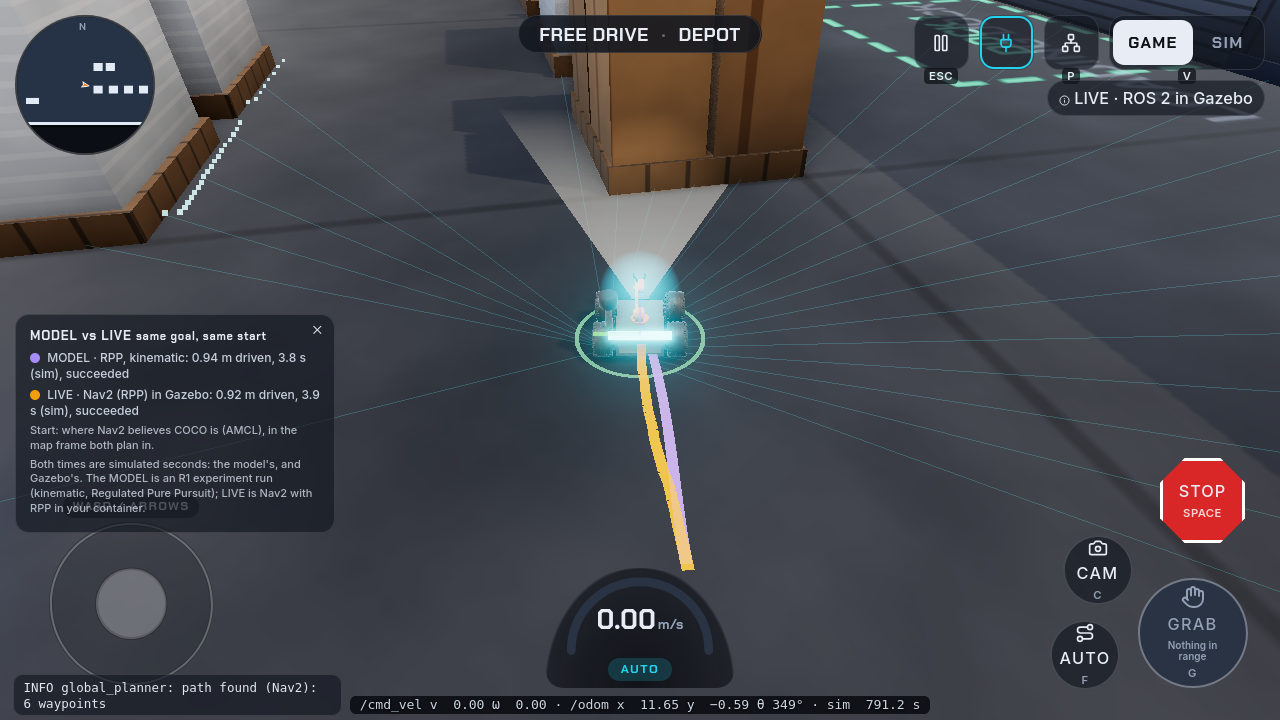 N
FREE DRIVE · DEPOT
ESC
P
GAME SIM
V
LIVE · ROS 2 in Gazebo
MODEL vs LIVE same goal, same start
MODEL · RPP, kinematic: 0.94 m driven, 3.8 s
(sim), succeeded
LIVE · Nav2 (RPP) in Gazebo: 0.92 m driven, 3.9
s (sim), succeeded
Start: where Nav2 believes COCO is (AMCL), in the
map frame both plan in.
Both times are simulated seconds: the model's, and
Gazebo's. The MODEL is an R1 experiment run
(kinematic, Regulated Pure Pursuit); LIVE is Nav2 with
RPP in your container.
ARROWS
STOP
SPACE
CAM
C
GRAB
Nothing in
range
G
AUTO
F
0.00 m/s
AUTO
INFO global_planner: path found (Nav2):
6 waypoints
/cmd_vel v 0.00 ω 0.00 · /odom x 11.65 y −0.59 θ 349° · sim 791.2 s